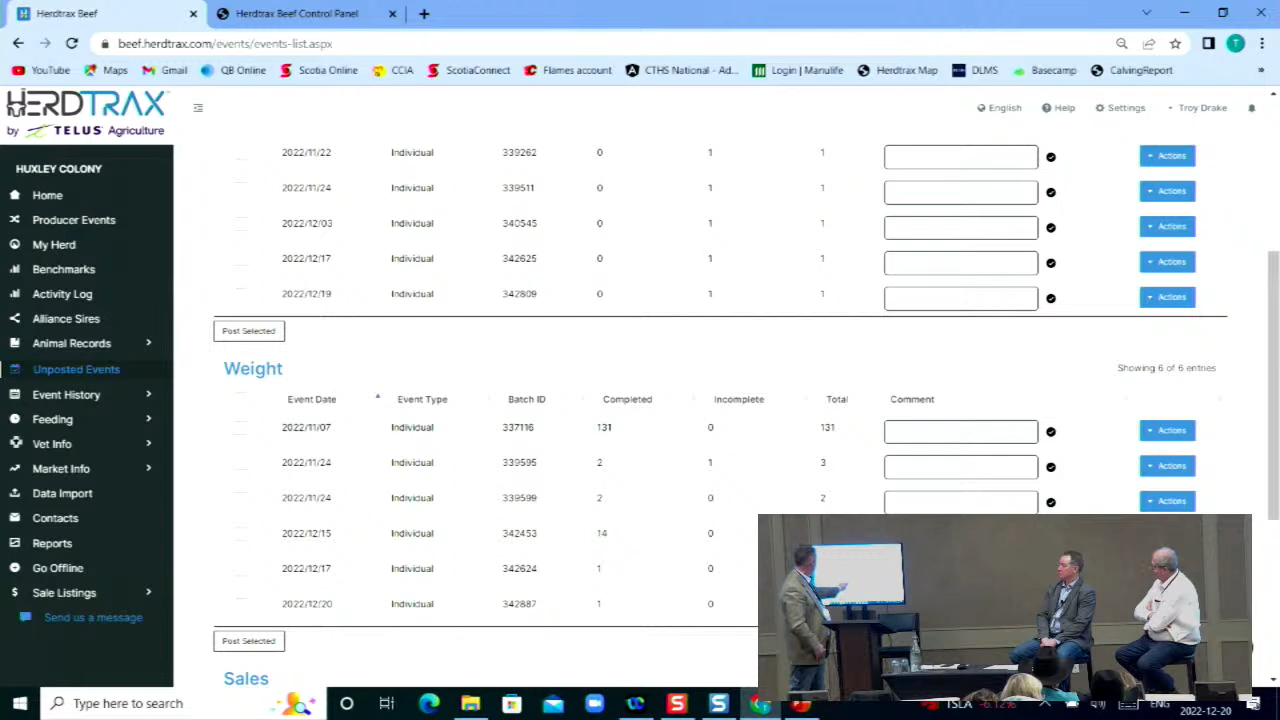 Herdtrax Beef
Herdtrax Beef Control Panel
beef.herdtrax.com/events/events-list.aspx
T
YouTube Maps Gmail QB Online Scotia Online CCIA ScotiaConnect Flames account CTHS National - Ad... Login | Manulife Herdtrax Map DLMS Basecamp CalvingReport
HERDTRAX
by TELUS Agriculture
English Help Settings Troy Drake
HUXLEY COLONY
Home
Producer Events
My Herd
Benchmarks
Activity Log
Alliance Sires
Animal Records
Unposted Events
Event History
Feeding
Vet Info
Market Info
Data Import
Contacts
Reports
Go Offline
Sale Listings
Send us a message
2022/11/22 Individual 339262 0 1 1 Actions
2022/11/24 Individual 339511 0 1 1 Actions
2022/12/03 Individual 340545 0 1 1 Actions
2022/12/17 Individual 342625 0 1 1 Actions
2022/12/19 Individual 342809 0 1 1 Actions
Post Selected
Weight
Showing 6 of 6 entries
Event Date Event Type Batch ID Completed Incomplete Total Comment
2022/11/07 Individual 337116 131 0 131 Actions
2022/11/24 Individual 339595 2 1 3 Actions
2022/11/24 Individual 339599 2 0 2 Actions
2022/12/15 Individual 342453 14 0
2022/12/17 Individual 342624 1 0
2022/12/20 Individual 342887 1 0
Post Selected
Sales
Type here to search
TSLA -6.12%
ENG
2022-12-20